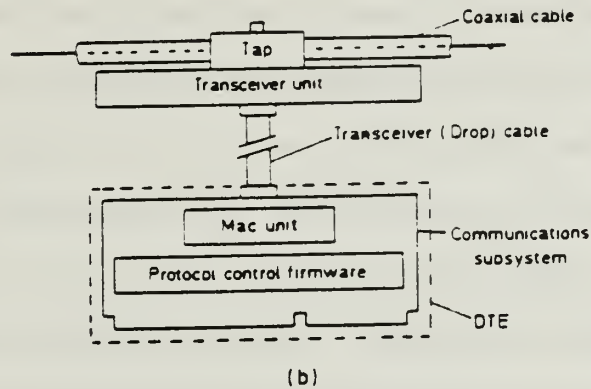 Coaxial cable
Tap
Transceiver unit
Transceiver (Drop) cable
Mac unit
Protocol control firmware
Communications
subsystem
DTE
(b)